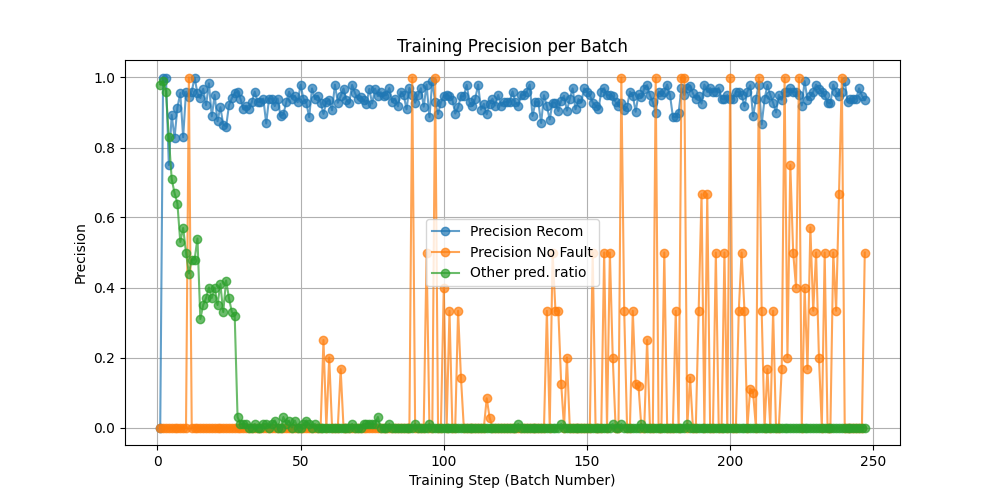 Training Precision per Batch
Precision
1.0
0.8
0.6
0.4
0.2
0.0
Precision Recom
Precision No Fault
Other pred. ratio
0
50
100
150
200
250
Training Step (Batch Number)